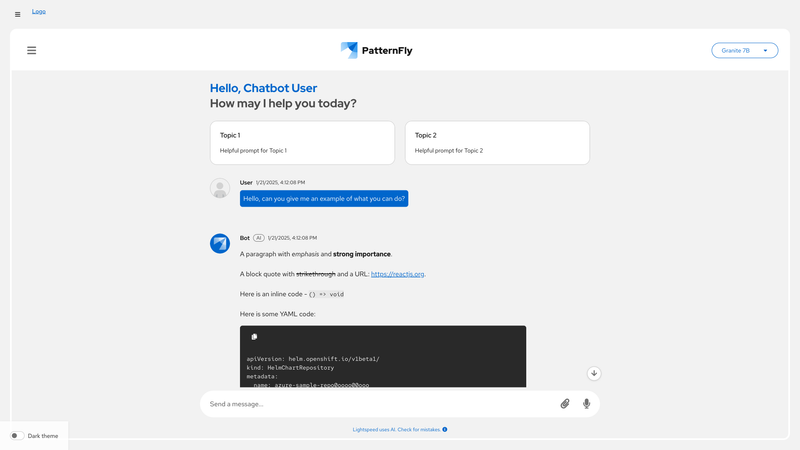 Logo
PatternFly
Granite 7B
Hello, Chatbot User
How may I help you today?
Topic 1
Helpful prompt for Topic 1
Topic 2
Helpful prompt for Topic 2
User 1/21/2025, 4:12:08 PM
Hello, can you give me an example of what you can do?
Bot AI 1/21/2025, 4:12:08 PM
A paragraph with emphasis and strong importance.
A block quote with strikethrough and a URL: https://reactjs.org.
Here is an inline code - () => void
Here is some YAML code:
apiVersion: helm.openshift.io/v1beta1/
kind: HelmChartRepository
metadata:
name: azure-sample-repo0oooo00ooo
Send a message...
Lightspeed uses AI. Check for mistakes.
Dark theme